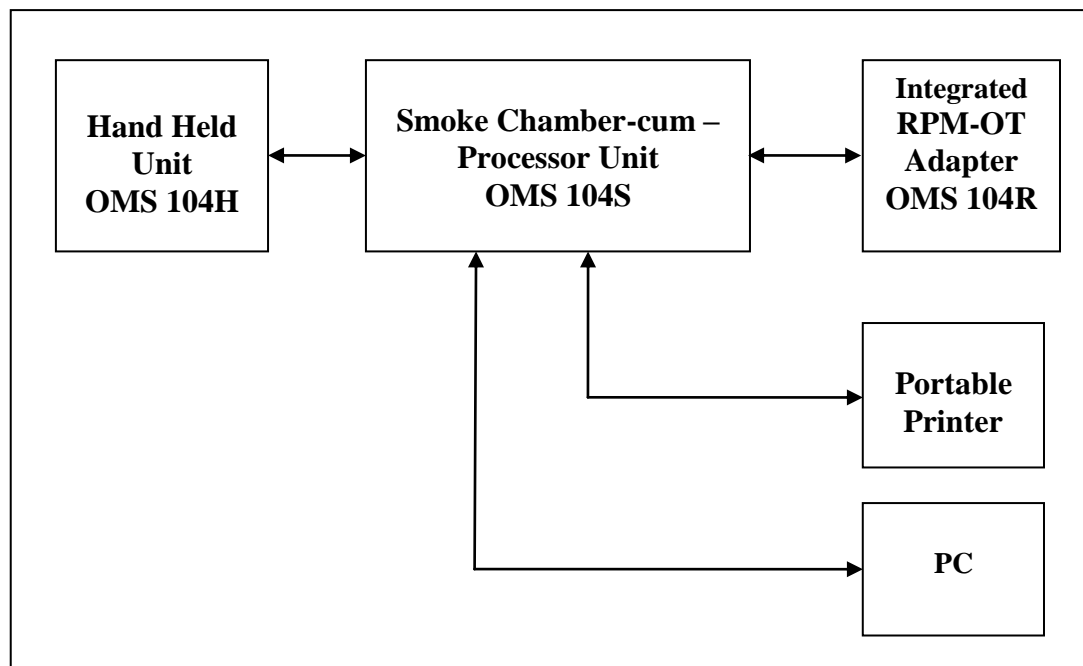 Hand Held
Unit
OMS 104H
Smoke Chamber-cum –
Processor Unit
OMS 104S
Integrated
RPM-OT
Adapter
OMS 104R
Portable
Printer
PC